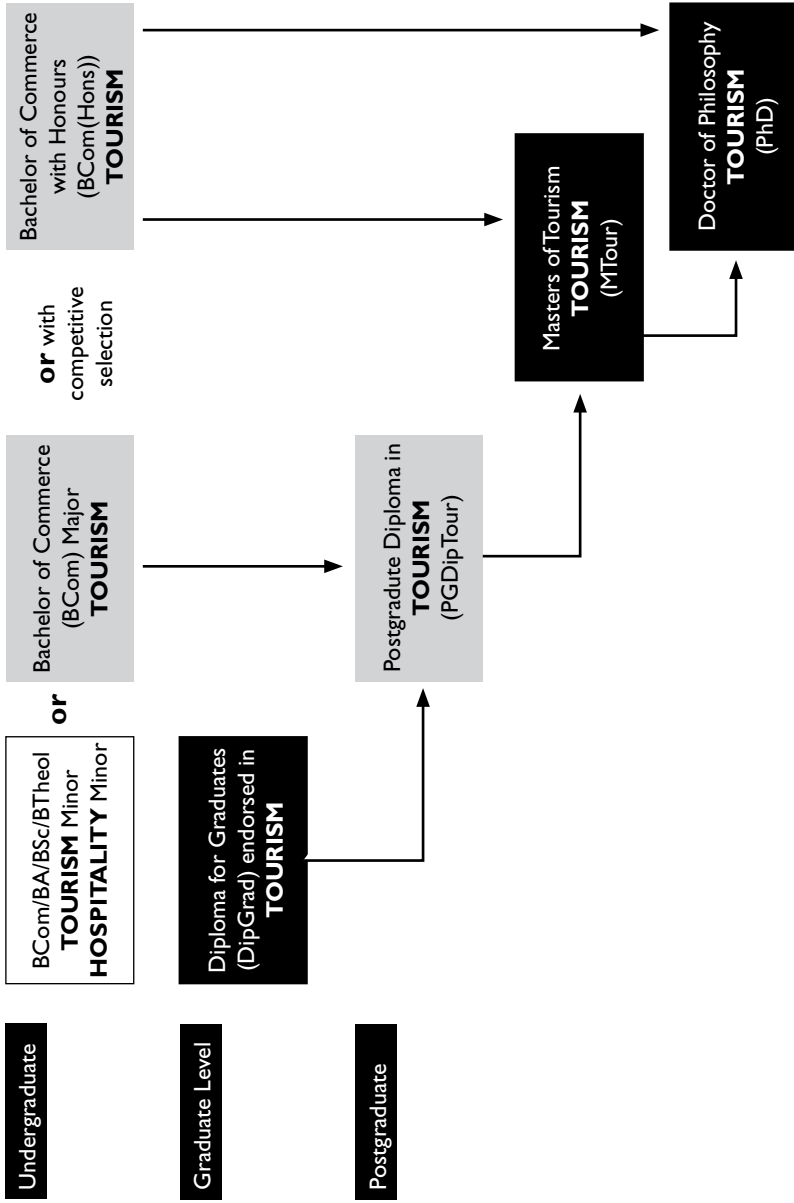 Undergraduate
BCom/BA/BSc/BTheol
TOURISM Minor
HOSPITALITY Minor
or
Bachelor of Commerce
(BCom) Major
TOURISM
or with
competitive
selection
Bachelor of Commerce
with Honours
(BCom(Hons))
TOURISM
Graduate Level
Diploma for Graduates
(DipGrad) endorsed in
TOURISM
Postgraduate
Postgradute Diploma in
TOURISM
(PGDipTour)
Masters of Tourism
TOURISM
(MTour)
Doctor of Philosophy
TOURISM
(PhD)